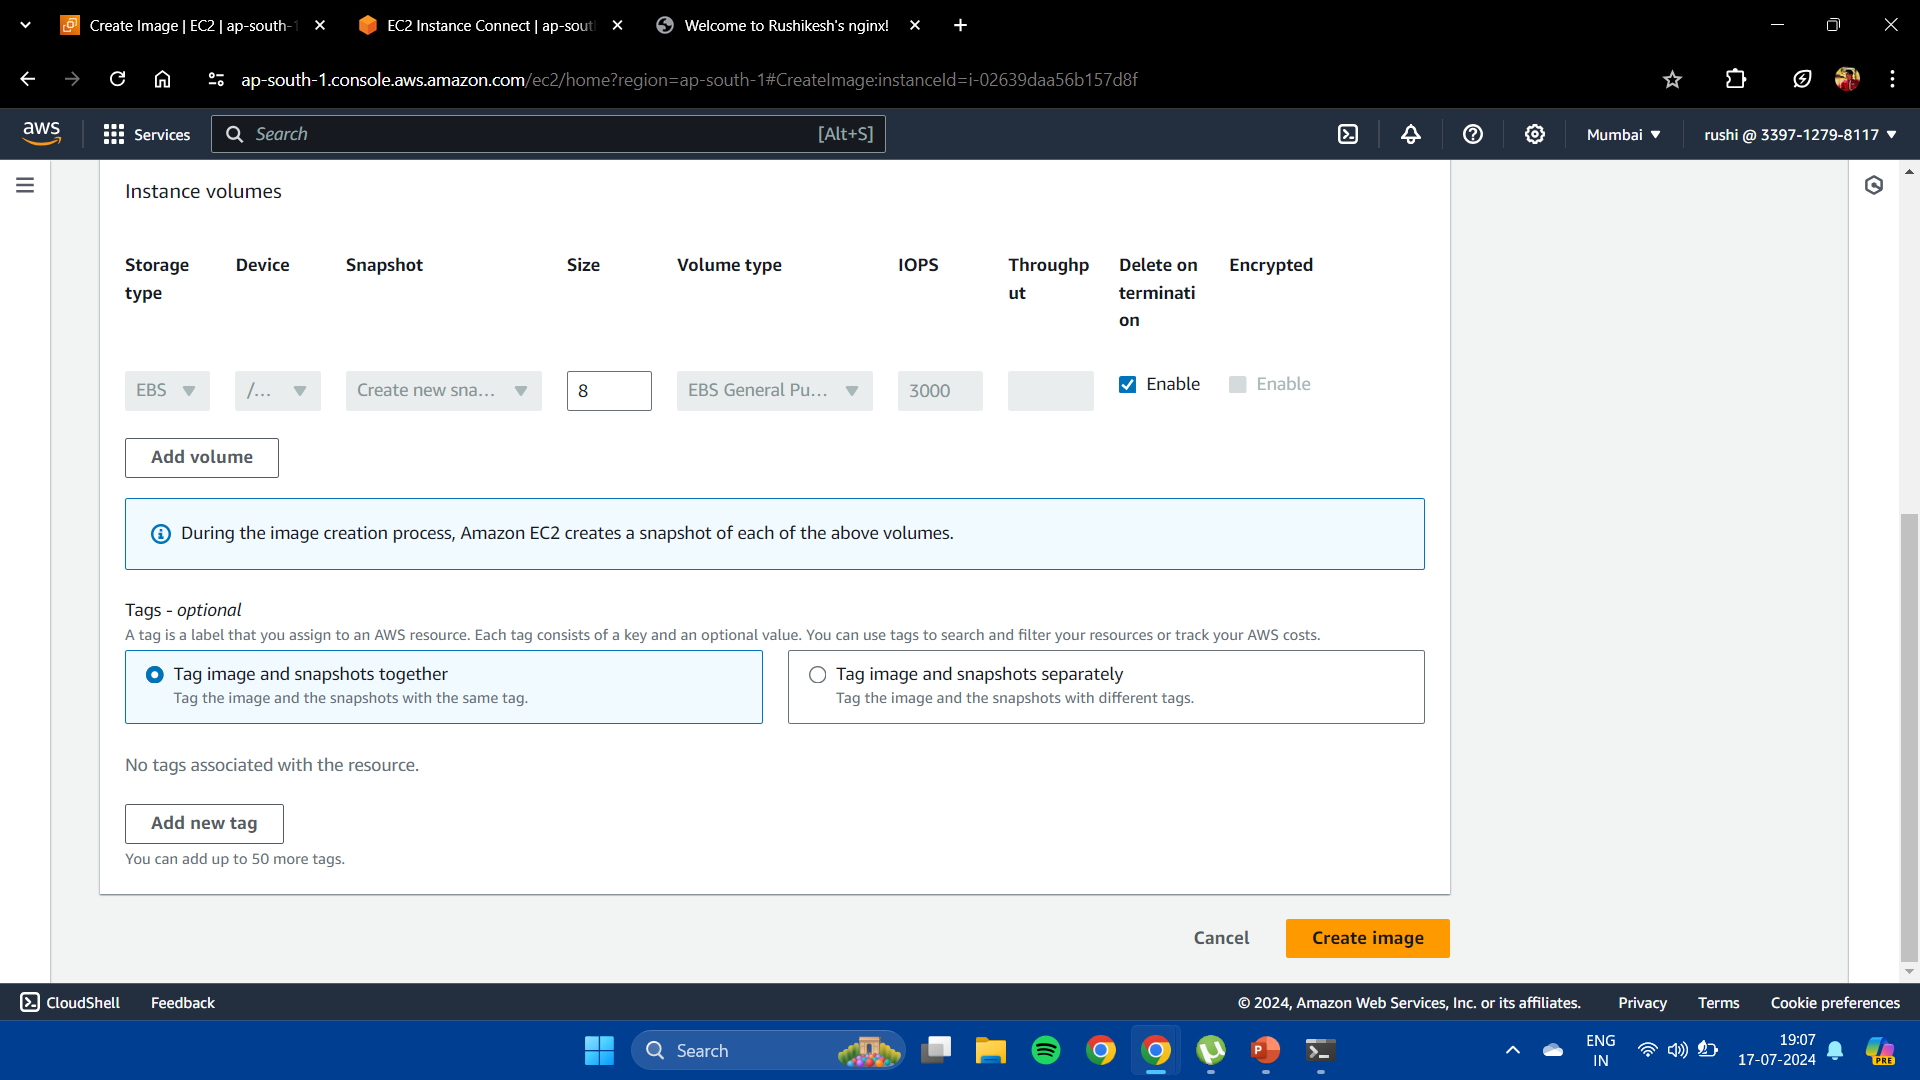 Create Image | EC2 | ap-south-1
EC2 Instance Connect | ap-sout
Welcome to Rushikesh's nginx!
ap-south-1.console.aws.amazon.com/ec2/home?region=ap-south-1#CreateImage:instanceId=i-02639daa56b157d8f
aws
Services
Search
[Alt+S]
Mumbai
rushi @ 3397-1279-8117
Instance volumes
Storage type
Device
Snapshot
Size
Volume type
IOPS
Throughp
ut
Delete on
terminati
on
Encrypted
EBS
/...
Create new sna...
8
EBS General Pu...
3000
Enable
Enable
Add volume
During the image creation process, Amazon EC2 creates a snapshot of each of the above volumes.
Tags - optional
A tag is a label that you assign to an AWS resource. Each tag consists of a key and an optional value. You can use tags to search and filter your resources or track your AWS costs.
Tag image and snapshots together
Tag the image and the snapshots with the same tag.
Tag image and snapshots separately
Tag the image and the snapshots with different tags.
No tags associated with the resource.
Add new tag
You can add up to 50 more tags.
Cancel
Create image
CloudShell
Feedback
© 2024, Amazon Web Services, Inc. or its affiliates.
Privacy
Terms
Cookie preferences
Search
P
ENG
IN
19:07
17-07-2024
PRE